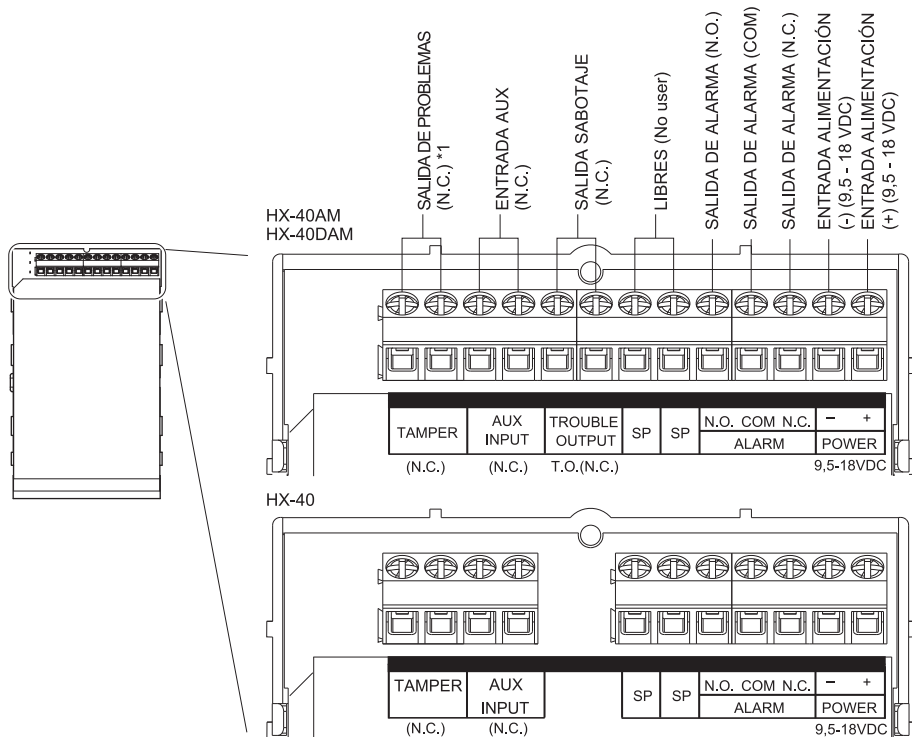 SALIDA DE PROBLEMAS
(N.C.) *1
ENTRADA AUX
(N.C.)
SALIDA SABOTAJE
(N.C.)
LIBRES (No user)
SALIDA DE ALARMA (N.O.)
SALIDA DE ALARMA (COM)
SALIDA DE ALARMA (N.C.)
ENTRADA ALIMENTACIÓN
(-) (9,5 - 18 VDC)
ENTRADA ALIMENTACIÓN
(+) (9,5 - 18 VDC)
HX-40AM
HX-40DAM
TAMPER
(N.C.)
AUX
INPUT
(N.C.)
TROUBLE
OUTPUT
T.O.(N.C.)
SP
SP
N.O. COM N.C.
ALARM
− +
POWER
9,5-18VDC
HX-40
TAMPER
(N.C.)
AUX
INPUT
(N.C.)
SP
SP
N.O. COM N.C.
ALARM
− +
POWER
9,5-18VDC